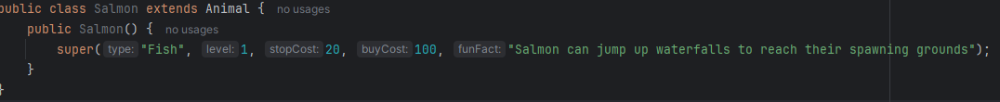 public class Salmon extends Animal { no usages
public Salmon() { no usages
super( type: "Fish", level: 1, stopCost: 20, buyCost: 100, funFact: "Salmon can jump up waterfalls to reach their spawning grounds");
}
}